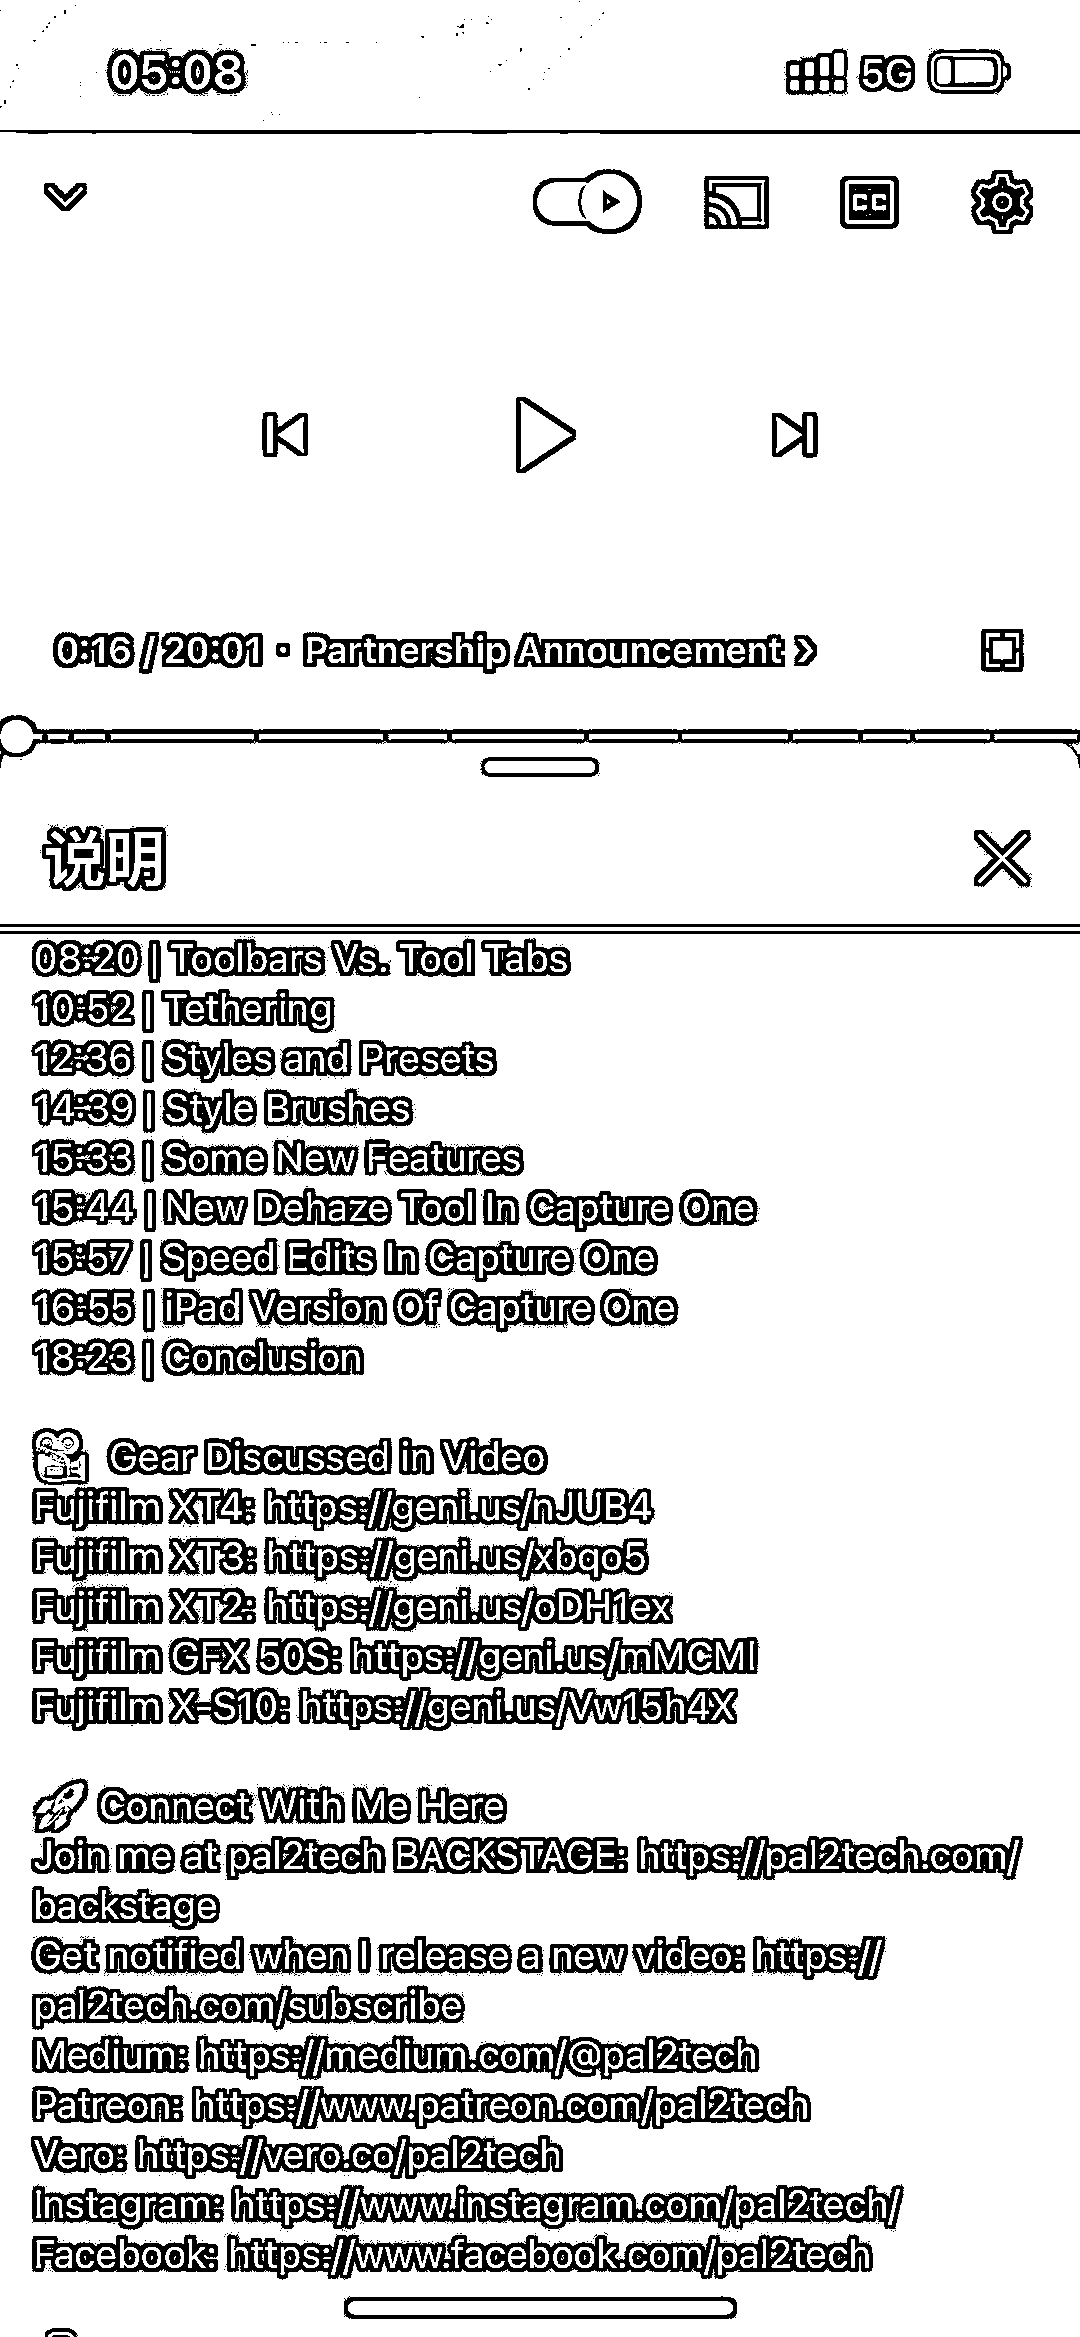 05:08
5G
CC
0:16 / 20:01 · Partnership Announcement
说明
08:20 | Toolbars Vs. Tool Tabs
10:52 | Tethering
12:36 | Styles and Presets
14:39 | Style Brushes
15:33 | Some New Features
15:44 | New Dehaze Tool In Capture One
15:57 | Speed Edits In Capture One
16:55 | iPad Version Of Capture One
18:23 | Conclusion
🎥 Gear Discussed in Video
Fujifilm XT4: https://geni.us/nJUB4
Fujifilm XT3: https://geni.us/xbqo5
Fujifilm XT2: https://geni.us/oDH1ex
Fujifilm GFX 50S: https://geni.us/mMCMI
Fujifilm X-S10: https://geni.us/Vw15h4X
🚀 Connect With Me Here
Join me at pal2tech BACKSTAGE: https://pal2tech.com/
backstage
Get notified when I release a new video: https://
pal2tech.com/subscribe
Medium: https://medium.com/@pal2tech
Patreon: https://www.patreon.com/pal2tech
Vero: https://vero.co/pal2tech
Instagram: https://www.instagram.com/pal2tech/
Facebook: https://www.facebook.com/pal2tech